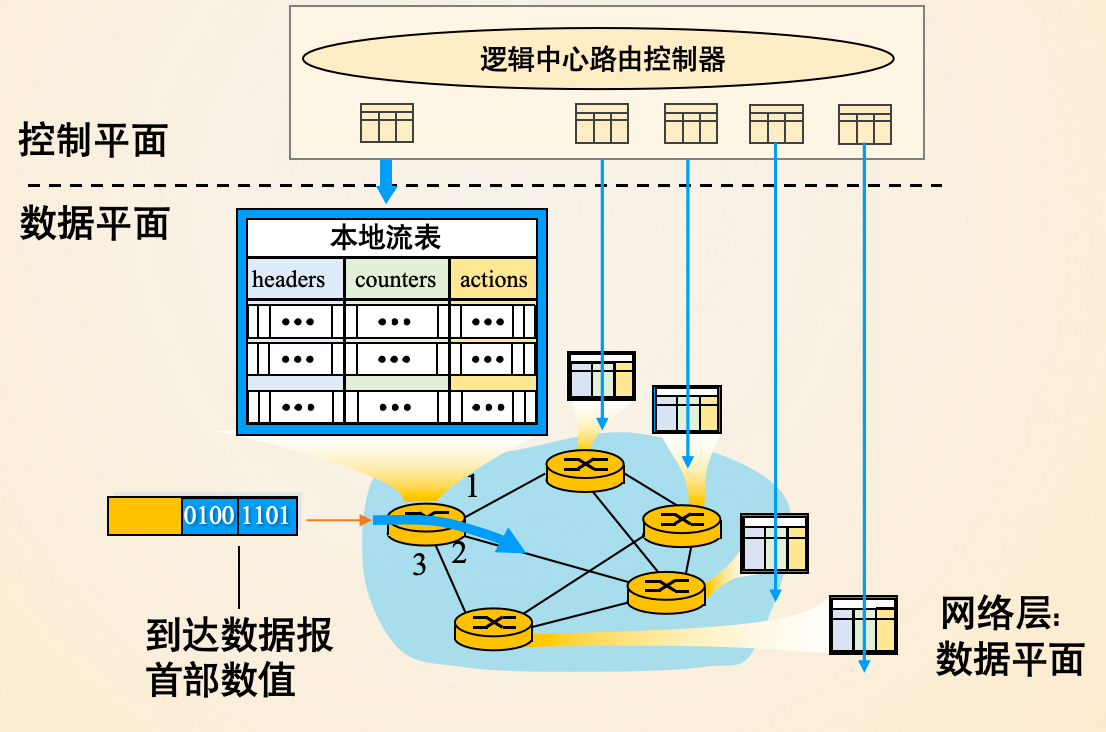 逻辑中心路由控制器
控制平面
数据平面
本地流表
headers counters actions
•••	•••	•••
•••	•••	•••
•••	•••	•••
1
0100 1101
2
3
到达数据报
首部数值
网络层:
数据平面